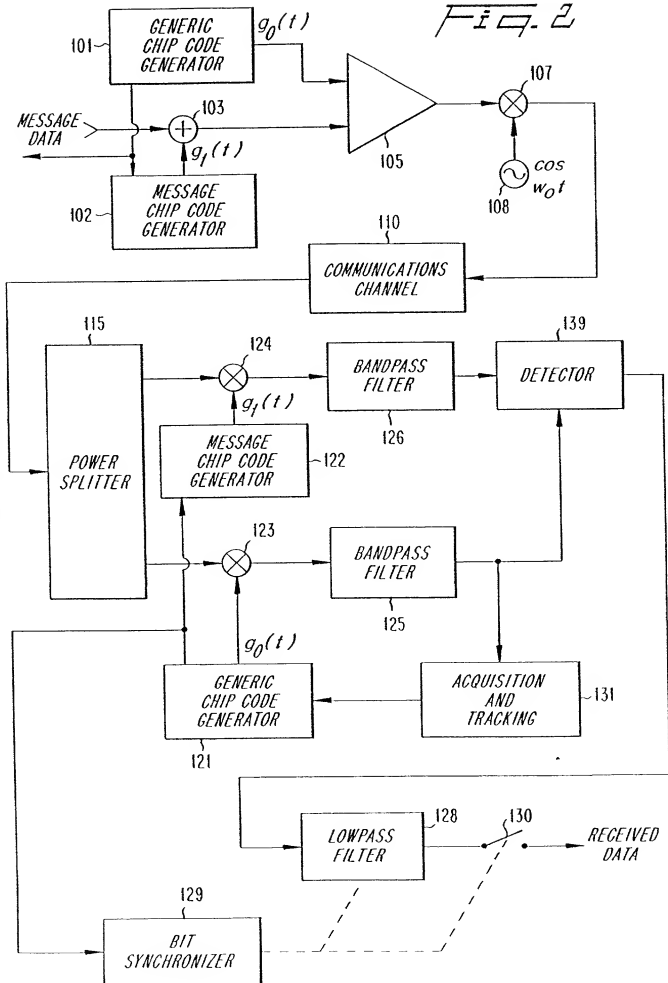 Fig. 2
GENERIC
CHIP CODE
GENERATOR
101
g0(t)
MESSAGE
DATA
103
g1(t)
MESSAGE
CHIP CODE
GENERATOR
102
105
107
108
cos
w0t
110
COMMUNICATIONS
CHANNEL
115
POWER
SPLITTER
124
g1(t)
MESSAGE
CHIP CODE
GENERATOR
122
BANDPASS
FILTER
126
139
DETECTOR
123
g0(t)
BANDPASS
FILTER
125
GENERIC
CHIP CODE
GENERATOR
121
ACQUISITION
AND
TRACKING
131
LOWPASS
FILTER
128
130
RECEIVED
DATA
129
BIT
SYNCHRONIZER